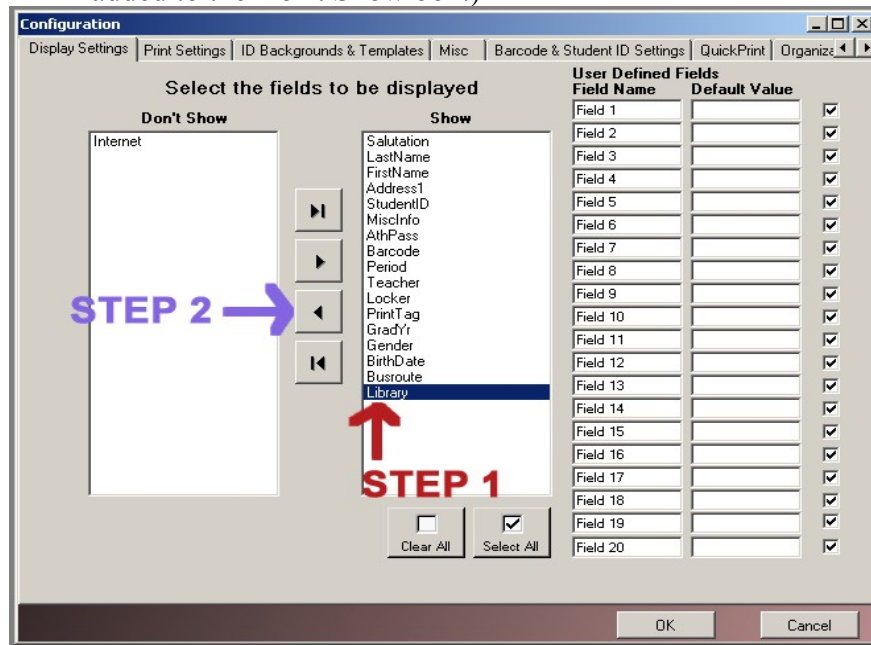 Configuration
Display Settings Print Settings ID Backgrounds & Templates Misc Barcode & Student ID Settings QuickPrint
Select the fields to be displayed
Don't Show
Internet
Show
Salutation
LastName
FirstName
Address1
StudentID
MiscInfo
AthPass
Barcode
Period
Teacher
Locker
PrintTag
GradYr
Gender
BirthDate
Busroute
Library
STEP 2
STEP 1
Clear All Select All
User Defined Fields
Field Name Default Value
Field 1
Field 2
Field 3
Field 4
Field 5
Field 6
Field 7
Field 8
Field 9
Field 10
Field 11
Field 12
Field 13
Field 14
Field 15
Field 16
Field 17
Field 18
Field 19
Field 20
OK Cancel